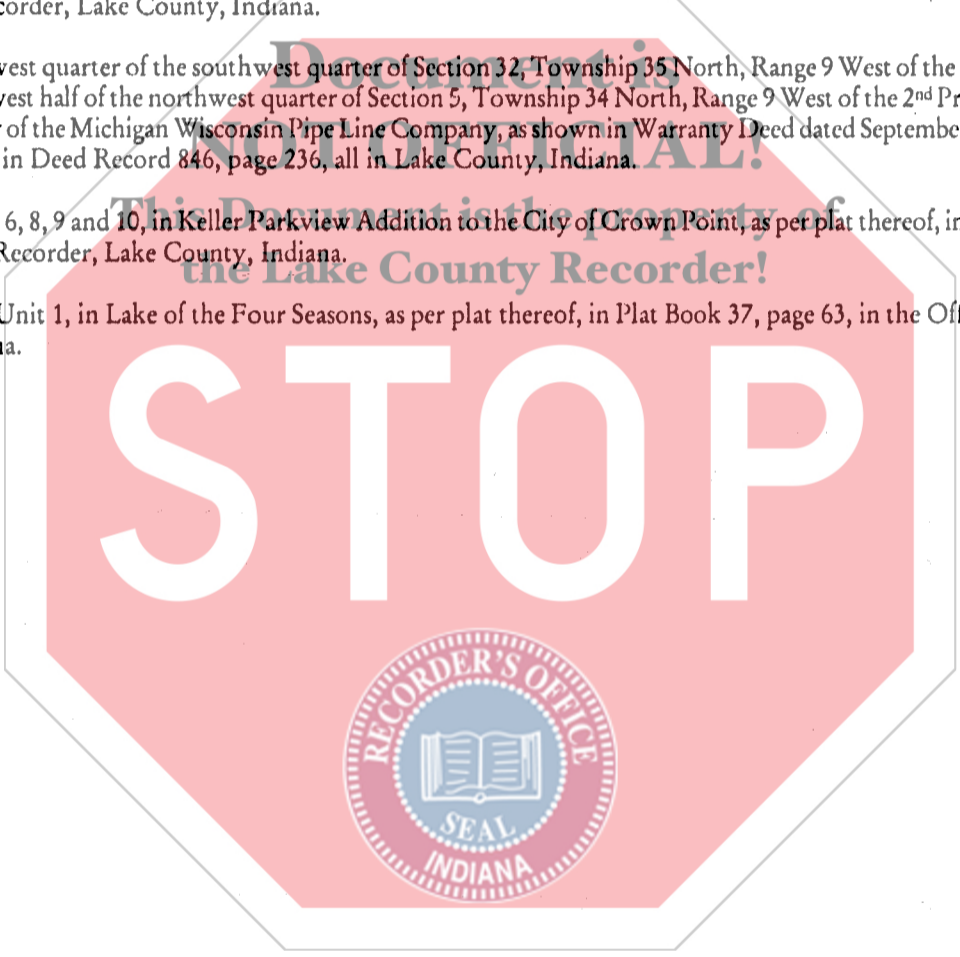 corder, Lake County, Indiana.
vest quarter of the southwest quarter of Section 32, Township 35 North, Range 9 West of the
vest half of the northwest quarter of Section 5, Township 34 North, Range 9 West of the 2nd Pr
of the Michigan Wisconsin Pipe Line Company, as shown in Warranty Deed dated Septembe
in Deed Record 846, page 236, all in Lake County, Indiana.
6, 8, 9 and 10, in Keller Parkview Addition to the City of Crown Point, as per plat thereof, in
Recorder, Lake County, Indiana.
Unit 1, in Lake of the Four Seasons, as per plat thereof, in Plat Book 37, page 63, in the Off
a.
Document is
NOT OFFICIAL!
This Document is the property of
the Lake County Recorder!
STOP
RECORDER'S OFFICE
SEAL
INDIANA